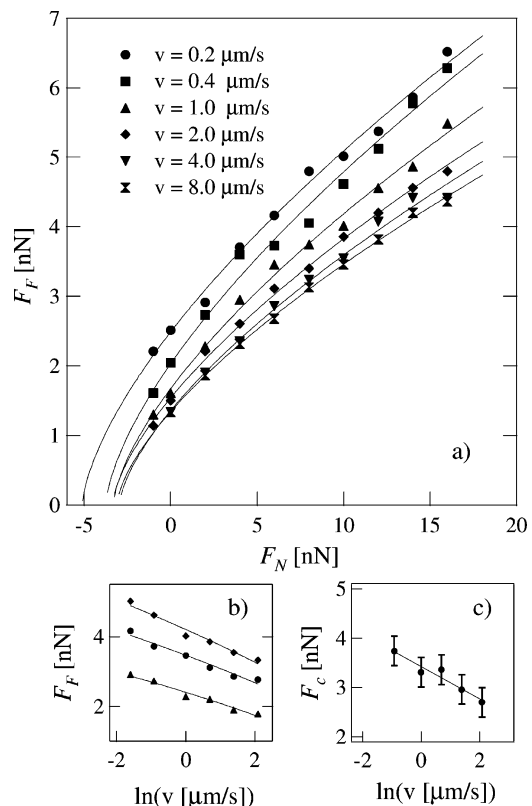 7
6
5
4
3
2
1
0
F_F [nN]
v = 0.2 μm/s
v = 0.4 μm/s
v = 1.0 μm/s
v = 2.0 μm/s
v = 4.0 μm/s
v = 8.0 μm/s
a)
-5 0 5 10 15 20
F_N [nN]
b)
4
2
F_F [nN]
-2 0 2
ln(v [μm/s])
c)
5
4
3
2
F_c [nN]
-2 0 2
ln(v [μm/s])